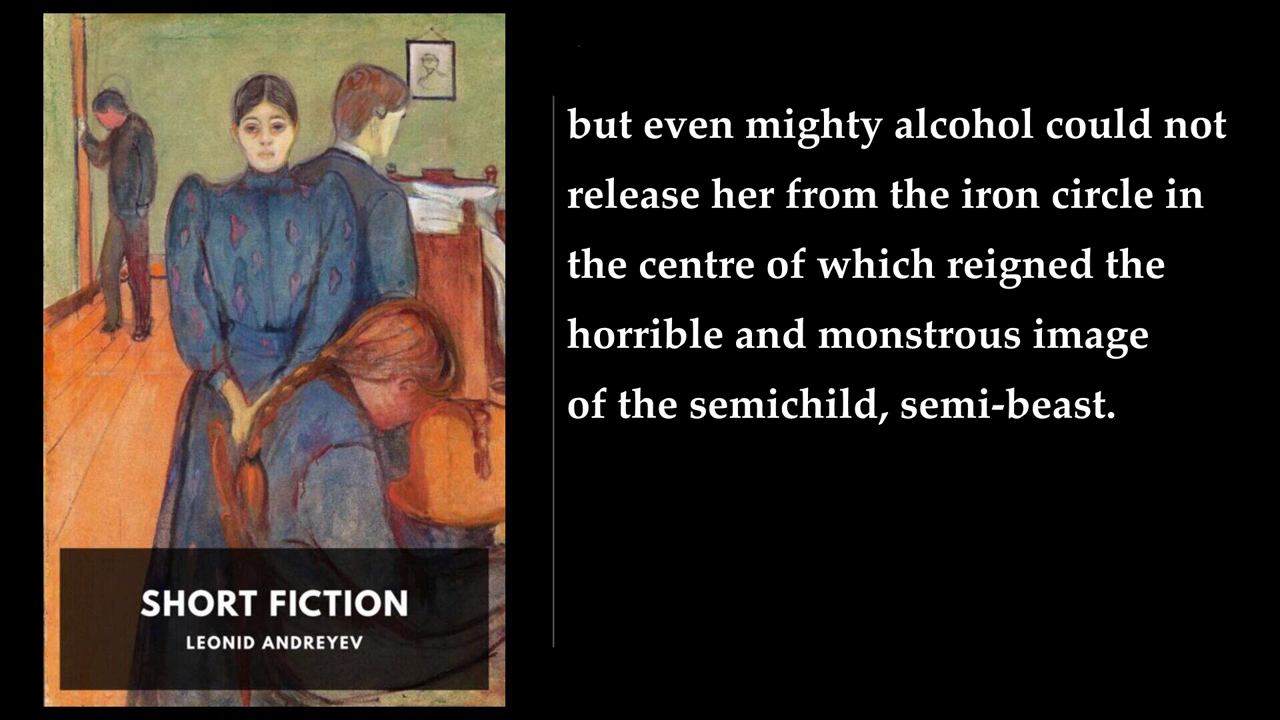 but even mighty alcohol could not
release her from the iron circle in
the centre of which reigned the
horrible and monstrous image
of the semichild, semi-beast.
SHORT FICTION
LEONID ANDREYEV